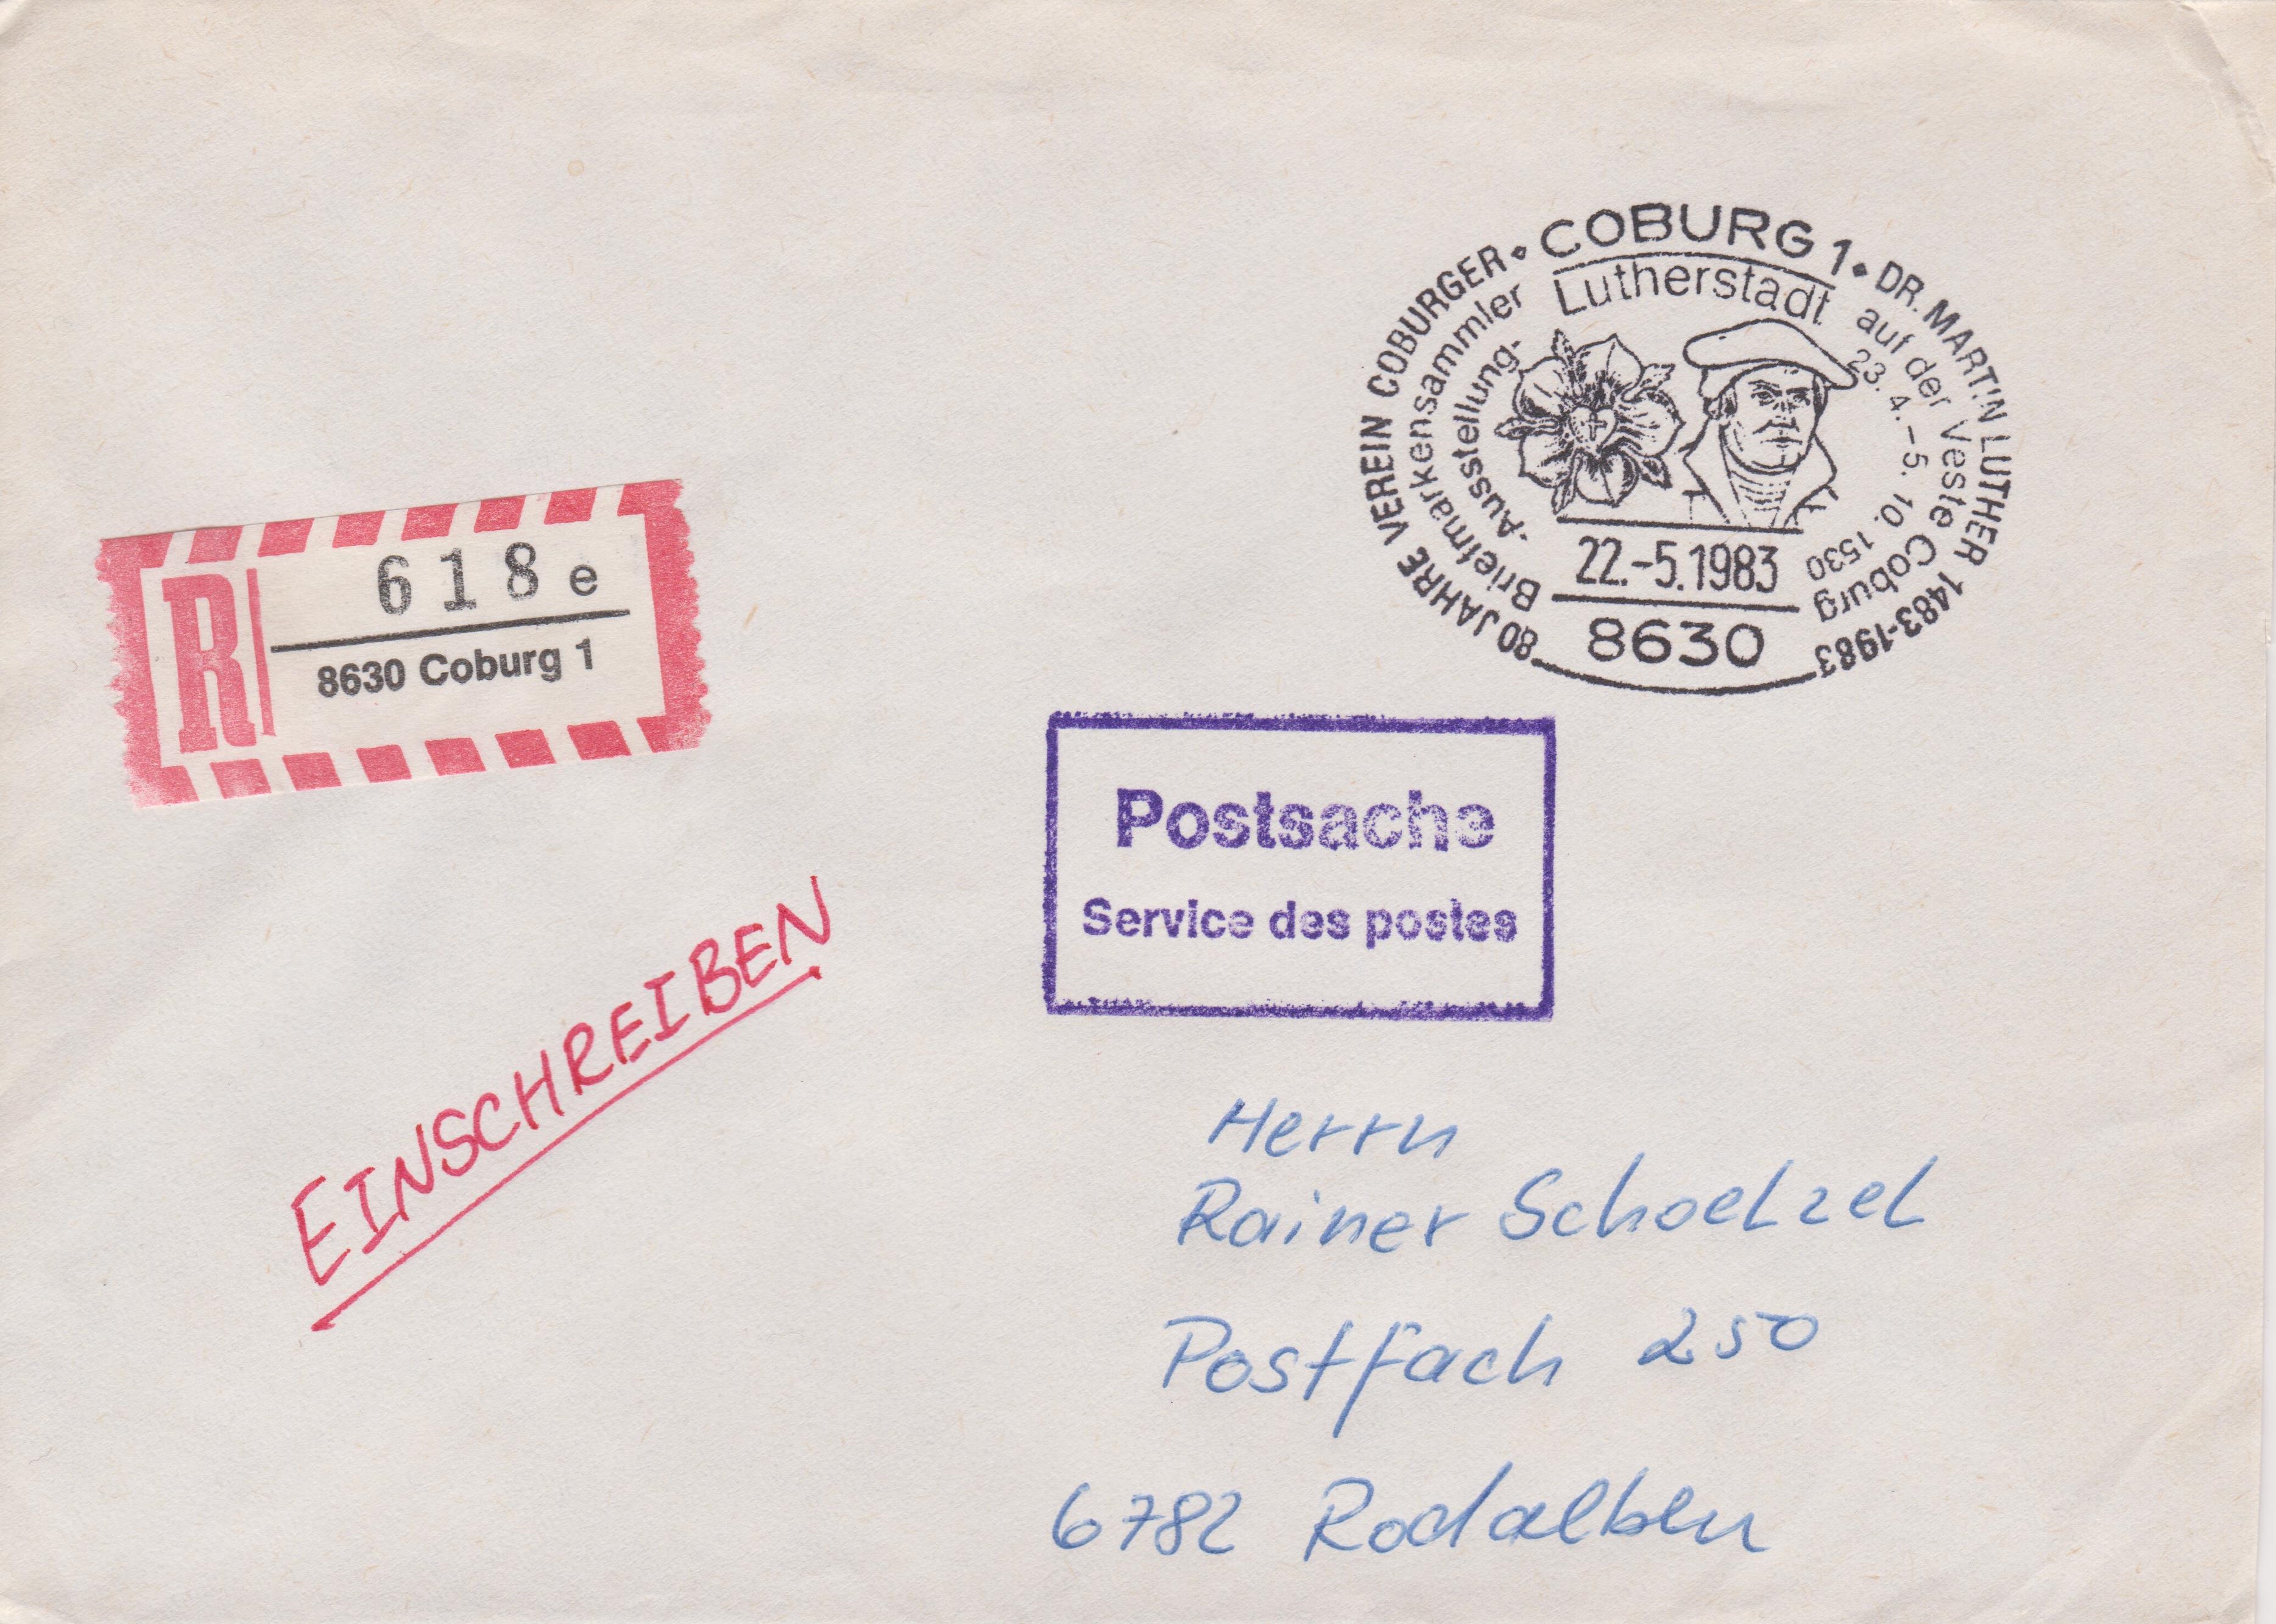 COBURG 1
80 JAHRE VEREIN COBURGER
Briefmarkensammler
-Ausstellung-
Lutherstadt
DR. MARTIN LUTHER 1483-1983
auf der Veste Coburg
23. 4.-5. 10. 1530
22.-5.1983
8630
R
618 e
8630 Coburg 1
Postsache
Service des postes
EINSCHREIBEN
Herrn
Rainer Schoelzel
Postfach 250
6782 Rodalben